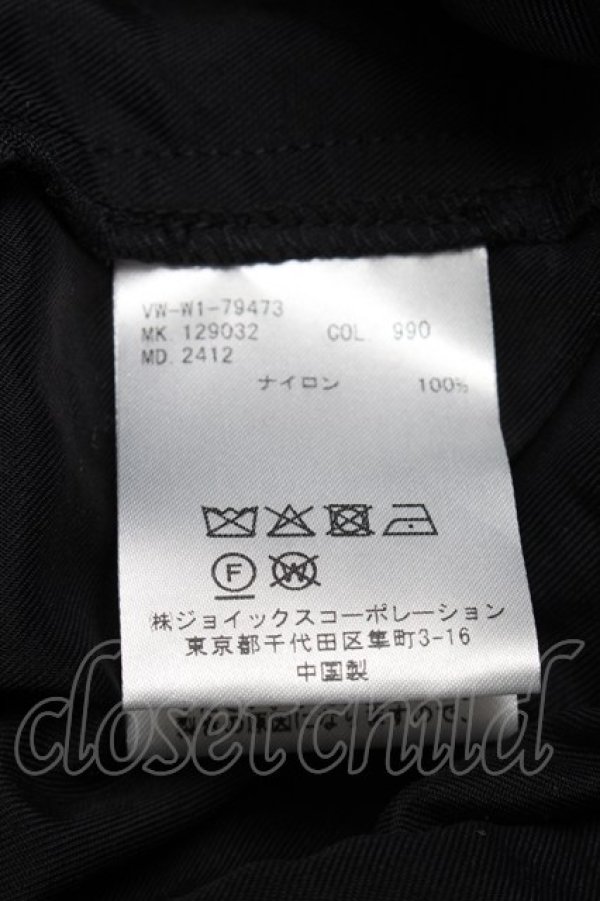 VW-W1-79473
MK. 129032 COL. 990
MD. 2412
ナイロン 100%
F W
㈱ジョイックスコーポレーション
東京都千代田区隼町3-16
中国製
closet child